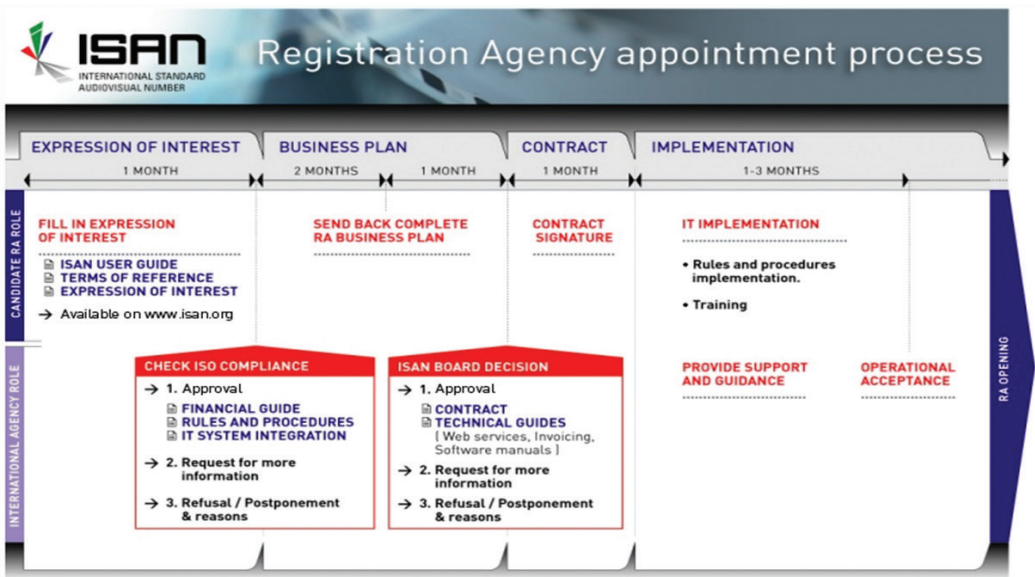 ISAN
INTERNATIONAL STANDARD
AUDIOVISUAL NUMBER
Registration Agency appointment process
EXPRESSION OF INTEREST
BUSINESS PLAN
CONTRACT
IMPLEMENTATION
1 MONTH
2 MONTHS
1 MONTH
1 MONTH
1-3 MONTHS
CANDIDATE RA ROLE
FILL IN EXPRESSION
OF INTEREST
ISAN USER GUIDE
TERMS OF REFERENCE
EXPRESSION OF INTEREST
→ Available on www.isan.org
SEND BACK COMPLETE
RA BUSINESS PLAN
CONTRACT
SIGNATURE
IT IMPLEMENTATION
• Rules and procedures
implementation.
• Training
INTERNATIONAL AGENCY ROLE
CHECK ISO COMPLIANCE
→ 1. Approval
FINANCIAL GUIDE
RULES AND PROCEDURES
IT SYSTEM INTEGRATION
→ 2. Request for more
information
→ 3. Refusal / Postponement
& reasons
ISAN BOARD DECISION
→ 1. Approval
CONTRACT
TECHNICAL GUIDES
( Web services, Invoicing,
Software manuals )
→ 2. Request for more
information
→ 3. Refusal / Postponement
& reasons
PROVIDE SUPPORT
AND GUIDANCE
OPERATIONAL
ACCEPTANCE
RA OPENING